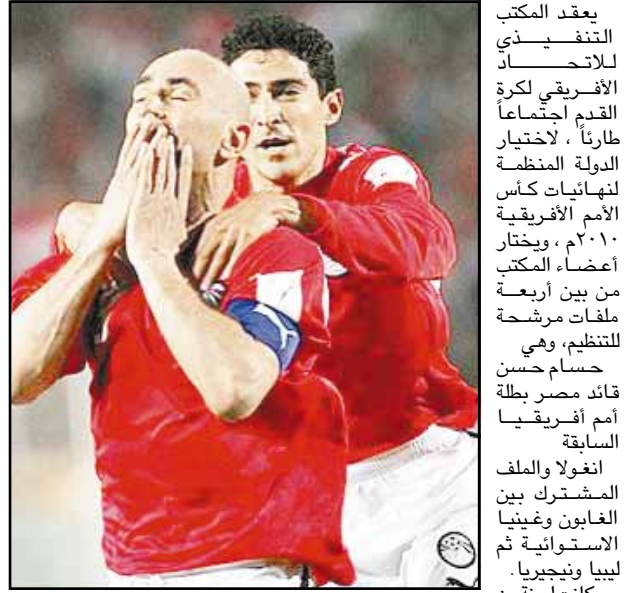 يعقد المكتب
التنفيذي
للاتحاد
الأفريقي لكرة
القدم اجتماعاً
طارئاً ، لاختيار
الدولة المنظمة
لنهائيات كأس
الأمم الأفريقية
٢٠١٠م ، ويختار
أعضاء المكتب
من بين أربعة
ملفات مرشحة
للتنظيم، وهي
حسام حسن
قائد مصر بطلة
أمم أفريقيا
السابقة
انغولا والملف
المشترك بين
الغابون وغينيا
الاستوائية ثم
ليبيا ونيجيريا.